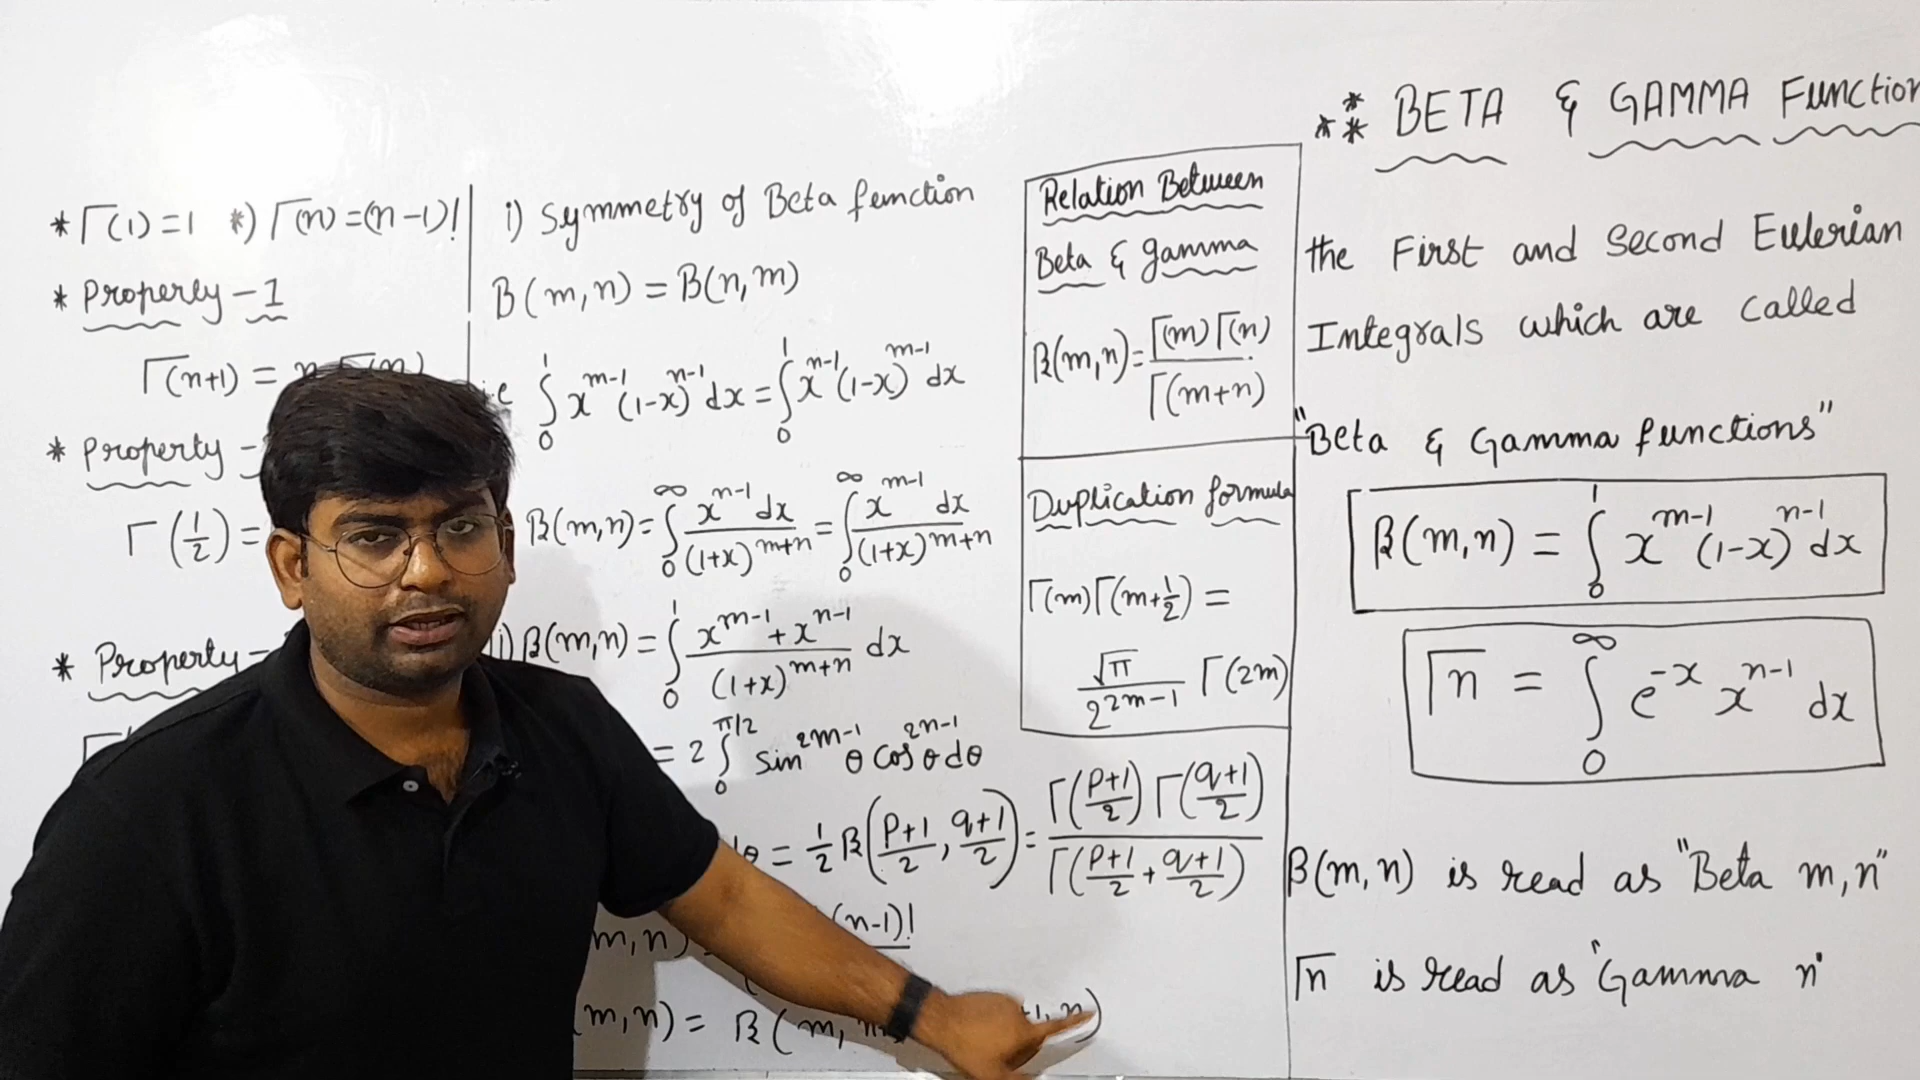 ** BETA & GAMMA Function
the First and Second Eulerian
Integrals which are called
"Beta & Gamma functions"
β(m,n) = ∫₀¹ x^(m-1) (1-x)^(n-1) dx
Γn = ∫₀^∞ e^(-x) x^(n-1) dx
β(m,n) is read as "Beta m,n"
Γn is read as "Gamma n"
* Γ(1) = 1 *) Γ(n) = (n-1)!
* Property - 1
Γ(n+1) = n Γ(n)
* Property -
Γ(1/2) =
* Property -
i) Symmetry of Beta function
β(m,n) = β(n,m)
∫₀¹ x^(m-1) (1-x)^(n-1) dx = ∫₀¹ x^(n-1) (1-x)^(m-1) dx
β(m,n) = ∫₀^∞ x^(n-1) dx / (1+x)^(m+n) = ∫₀^∞ x^(m-1) dx / (1+x)^(m+n)
i) β(m,n) = ∫₀¹ x^(m-1) + x^(n-1) / (1+x)^(m+n) dx
= 2 ∫₀^(π/2) sin^(2m-1) θ cos^(2n-1) θ dθ
θ = 1/2 β((p+1)/2, (q+1)/2) = Γ((p+1)/2) Γ((q+1)/2) / Γ((p+1)/2 + (q+1)/2)
m,n) (n-1)!
(m,n) = β(m, +1, n)
Relation Between
Beta & gamma
β(m,n) = Γ(m) Γ(n) / Γ(m+n)
Duplication formula
Γ(m) Γ(m+1/2) =
√π / 2^(2m-1) Γ(2m)